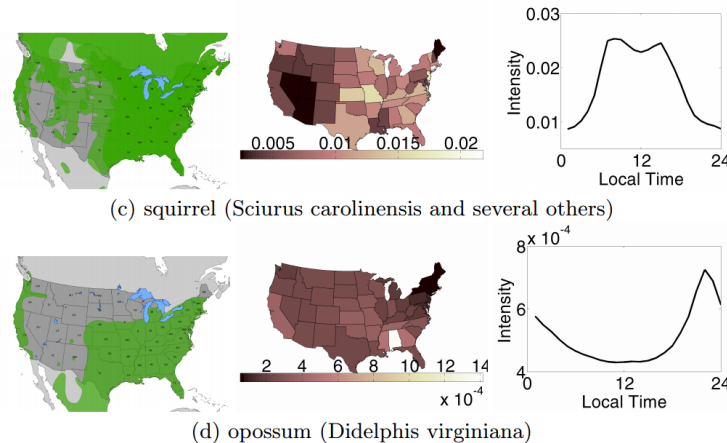 0.03
0.02
0.01
Intensity
0 12 24
Local Time
0.005 0.01 0.015 0.02
(c) squirrel (Sciurus carolinensis and several others)
8 x 10⁻⁴
6
4
Intensity
0 12 24
Local Time
2 4 6 8 10 12 14
x 10⁻⁴
(d) opossum (Didelphis virginiana)